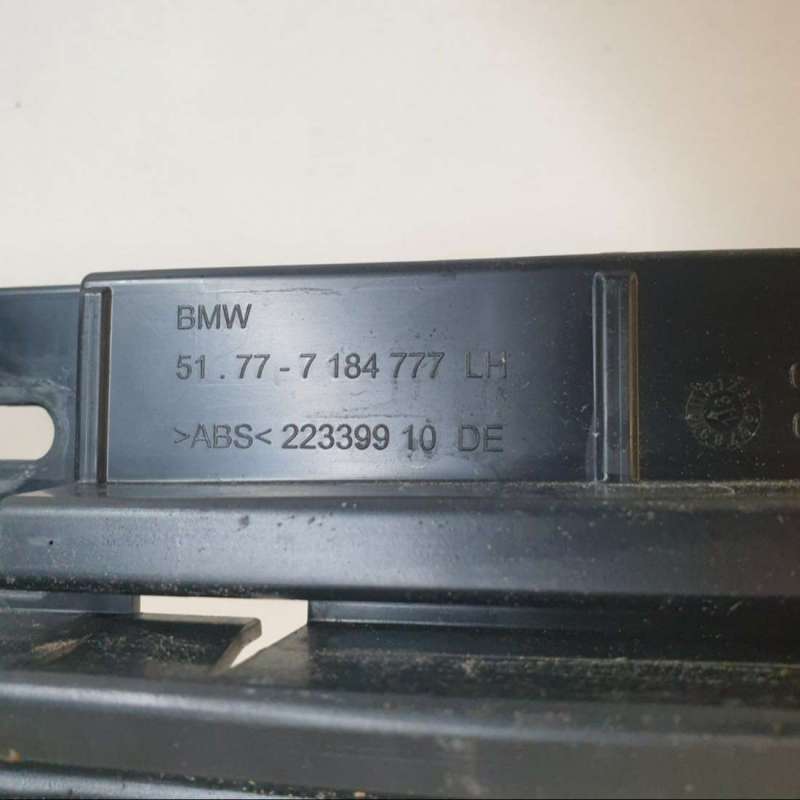 BMW
51 . 77 - 7 184 777 LH
>ABS< 223399 10 DE